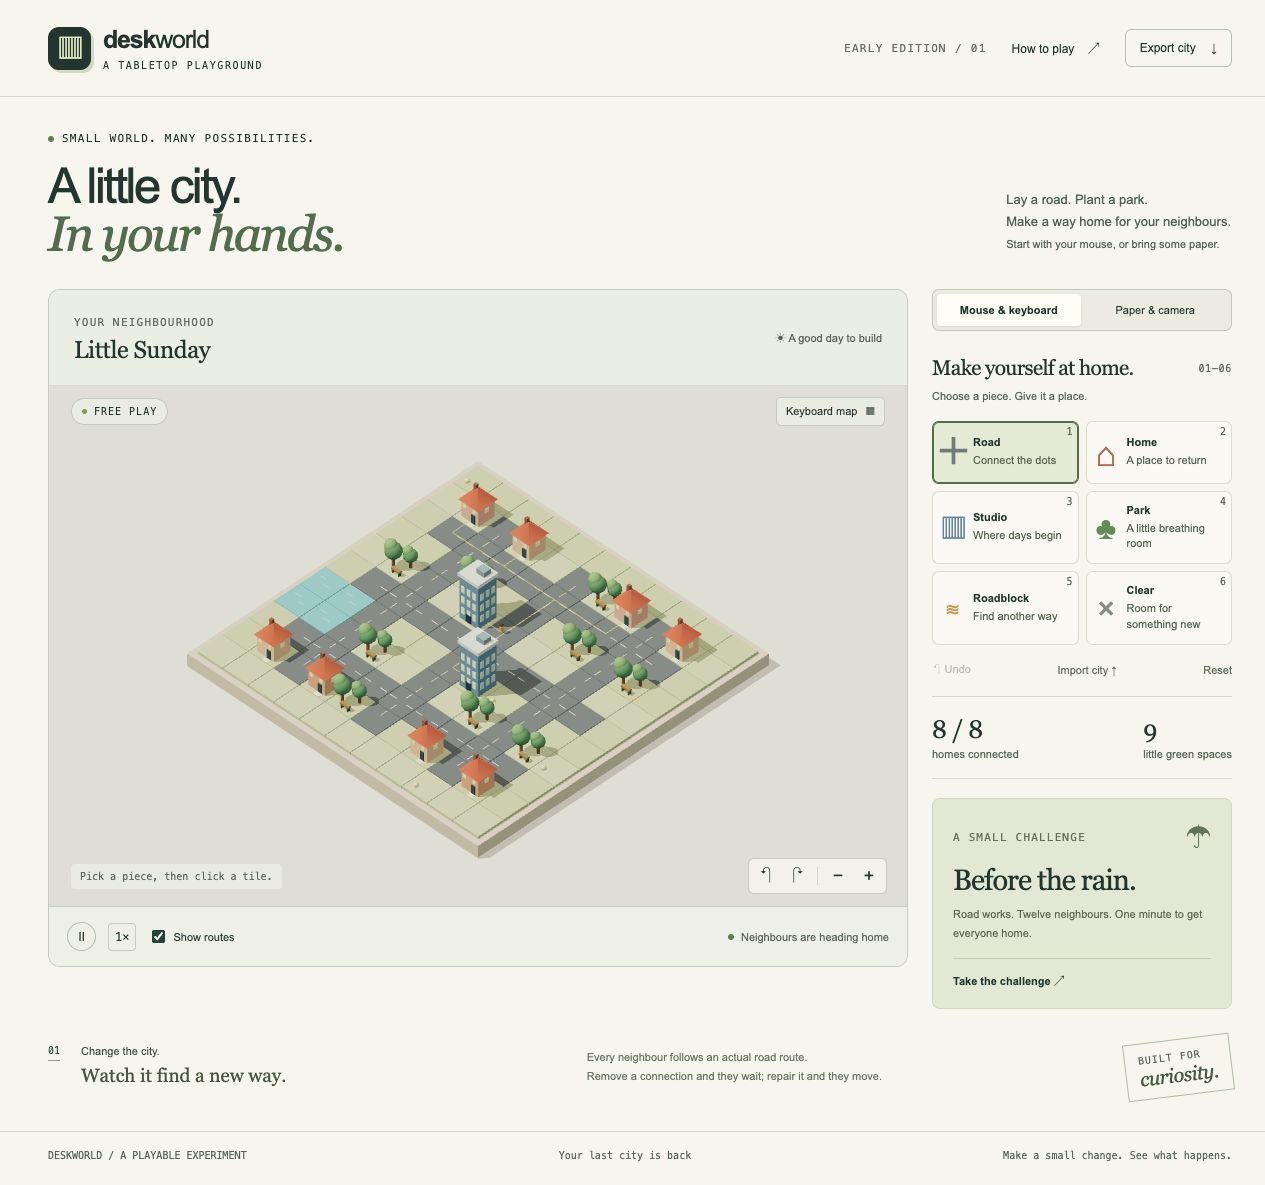 deskworld
A TABLETOP PLAYGROUND
EARLY EDITION / 01
How to play ↗
Export city ↓
SMALL WORLD. MANY POSSIBILITIES.
A little city.
In your hands.
Lay a road. Plant a park.
Make a way home for your neighbours.
Start with your mouse, or bring some paper.
YOUR NEIGHBOURHOOD
Little Sunday
☀ A good day to build
FREE PLAY
Keyboard map
Pick a piece, then click a tile.
1×
Show routes
Neighbours are heading home
Mouse & keyboard
Paper & camera
Make yourself at home.
01—06
Choose a piece. Give it a place.
Road
Connect the dots
1
Home
A place to return
2
Studio
Where days begin
3
Park
A little breathing
room
4
Roadblock
Find another way
5
Clear
Room for
something new
6
Undo
Import city ↑
Reset
8 / 8
homes connected
9
little green spaces
A SMALL CHALLENGE
Before the rain.
Road works. Twelve neighbours. One minute to get
everyone home.
Take the challenge ↗
01
Change the city.
Watch it find a new way.
Every neighbour follows an actual road route.
Remove a connection and they wait; repair it and they move.
BUILT FOR
curiosity.
DESKWORLD / A PLAYABLE EXPERIMENT
Your last city is back
Make a small change. See what happens.